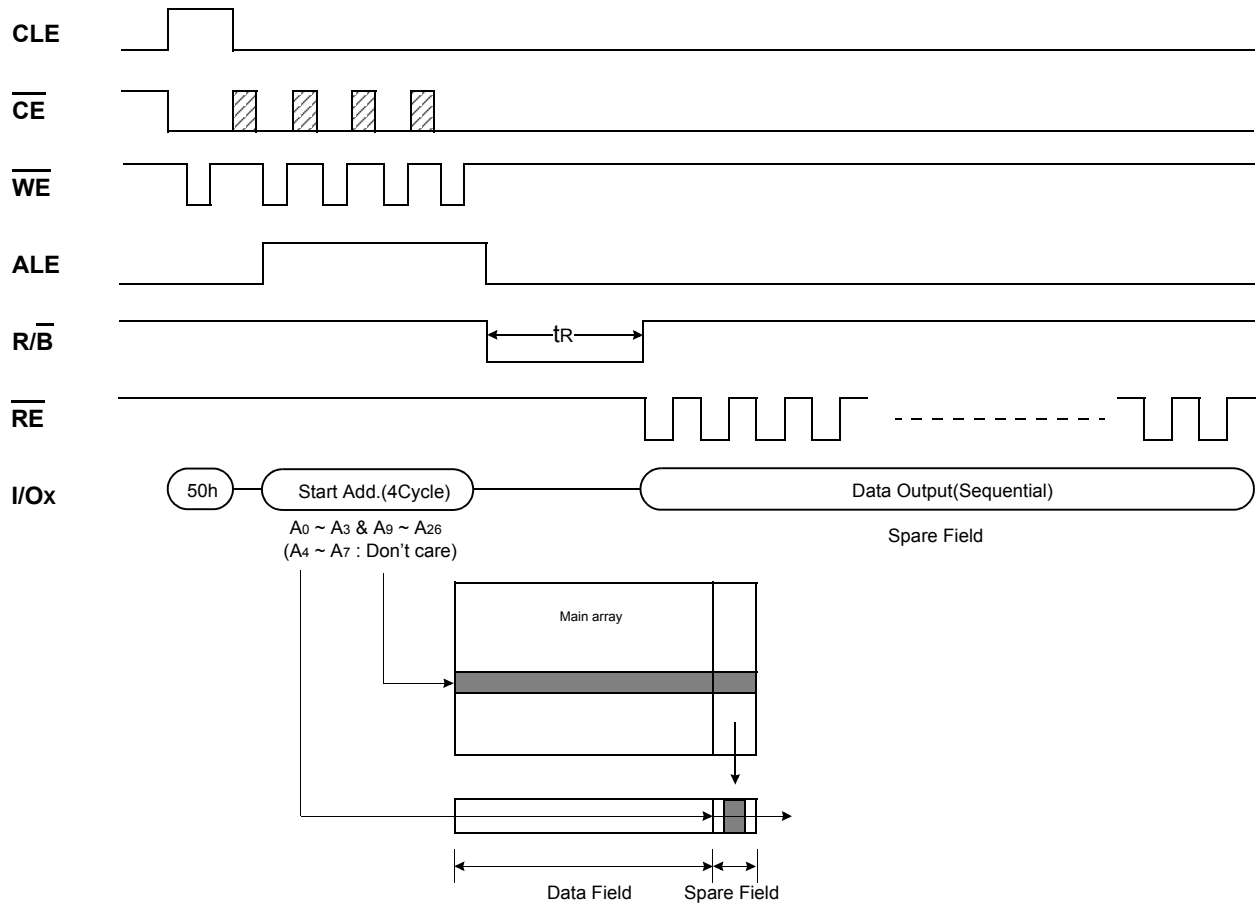 CLE
CE
WE
ALE
R/B
tR
RE
I/Ox
50h
Start Add.(4Cycle)
Data Output(Sequential)
A0 ~ A3 & A9 ~ A26
Spare Field
(A4 ~ A7 : Don't care)
Main array
Data Field
Spare Field